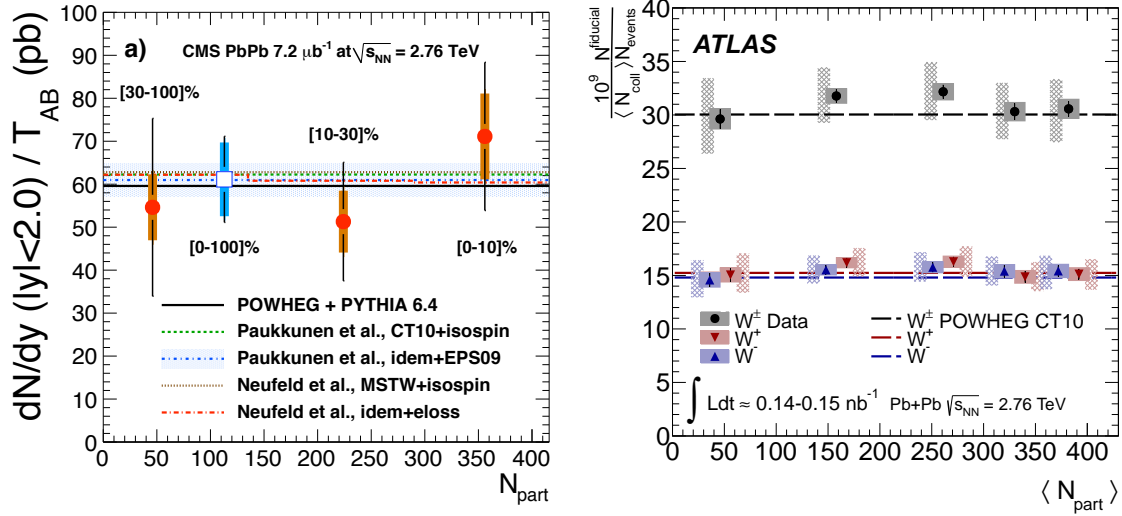 dN/dy (|y|<2.0) / T_AB (pb)
100
90
80
70
60
50
40
30
20
10
0
a) CMS PbPb 7.2 μb⁻¹ at √s_NN = 2.76 TeV
[30-100]%
[10-30]%
[0-100]%
[0-10]%
POWHEG + PYTHIA 6.4
Paukkunen et al., CT10+isospin
Paukkunen et al., idem+EPS09
Neufeld et al., MSTW+isospin
Neufeld et al., idem+eloss
0 50 100 150 200 250 300 350 400
N_part
10⁹ N^fiducial
⟨ N_coll ⟩N_events
40
35
30
25
20
15
10
5
0
ATLAS
W± Data
W⁺
W⁻
W± POWHEG CT10
W⁺
W⁻
∫ Ldt ≈ 0.14-0.15 nb⁻¹ Pb+Pb √s_NN = 2.76 TeV
0 50 100 150 200 250 300 350 400
⟨ N_part ⟩